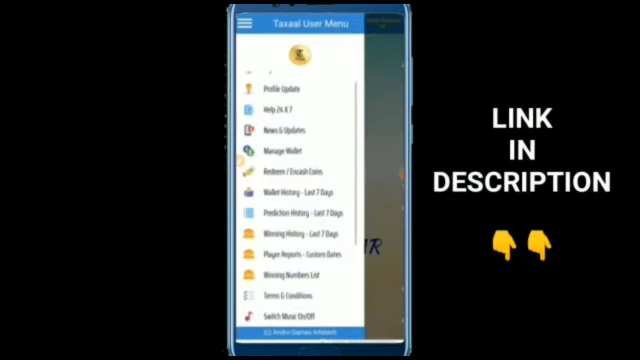 Taxaal User Menu
Profile Update
Help 24 X 7
News & Updates
Manage Wallet
Redeem / Encash Coins
Wallet History - Last 7 Days
Prediction History - Last 7 Days
Winning History - Last 7 Days
Player Reports - Custom Dates
Winning Numbers List
Terms & Conditions
Switch Music On/Off
(c) Andro Games Infotech
LINK
IN
DESCRIPTION